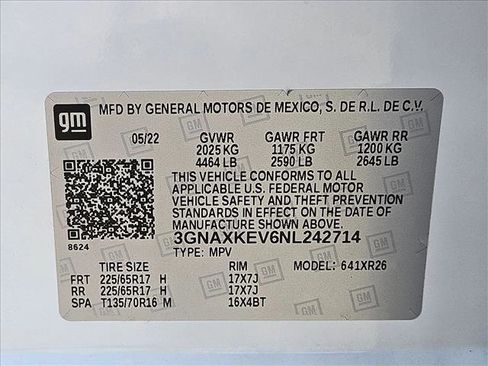 gm MFD BY GENERAL MOTORS DE MEXICO, S. DE R.L. DE C.V.
05/22 GVWR GAWR FRT GAWR RR
2025 KG 1175 KG 1200 KG
4464 LB 2590 LB 2645 LB
THIS VEHICLE CONFORMS TO ALL
APPLICABLE U.S. FEDERAL MOTOR
VEHICLE SAFETY AND THEFT PREVENTION
STANDARDS IN EFFECT ON THE DATE OF
MANUFACTURE SHOWN ABOVE.
8624
3GNAXKEV6NL242714
TYPE: MPV
TIRE SIZE RIM MODEL: 641XR26
FRT 225/65R17 H 17X7J
RR 225/65R17 H 17X7J
SPA T135/70R16 M 16X4BT